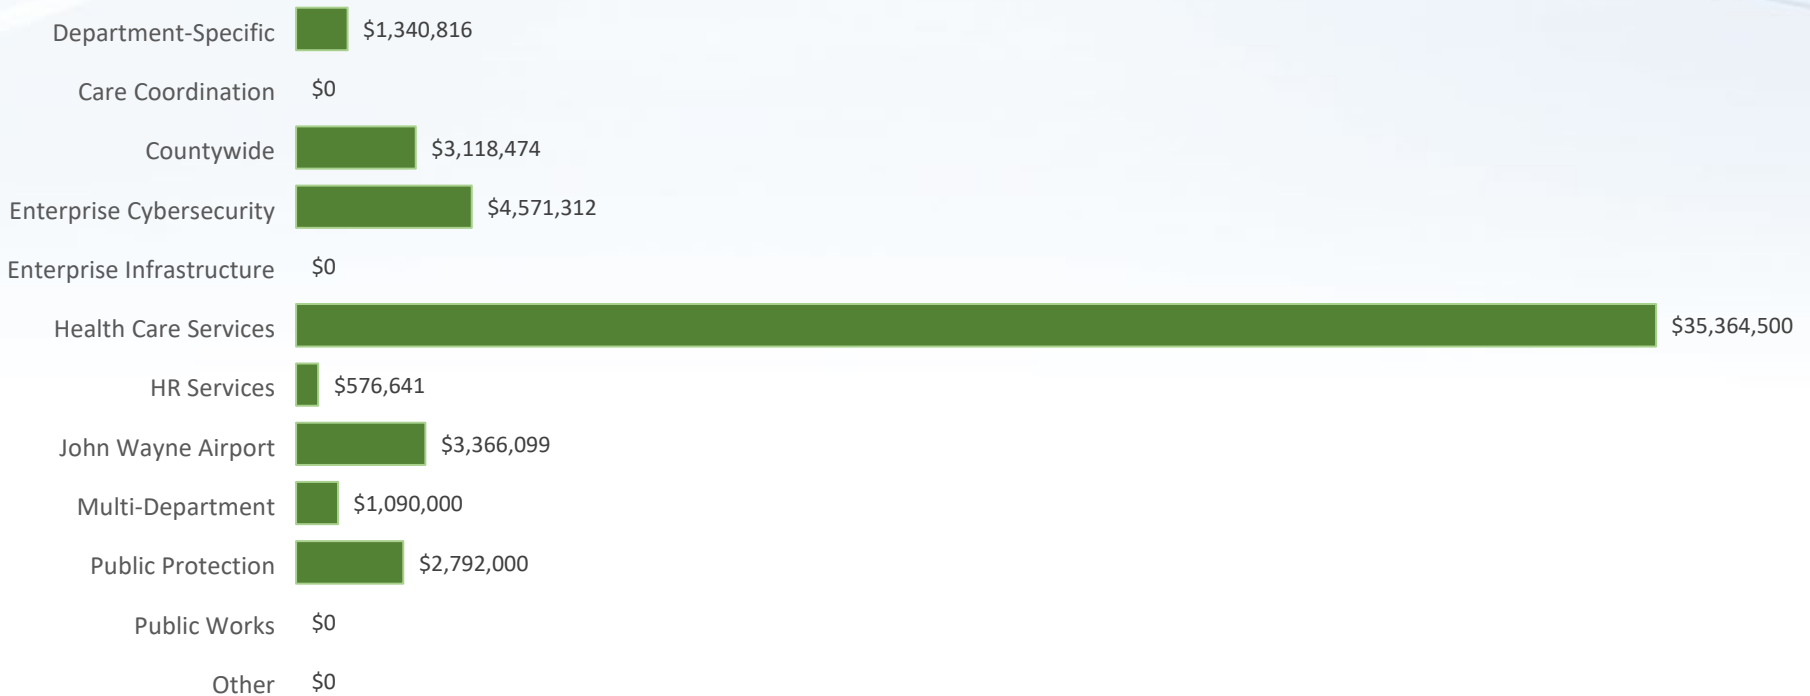 Department-Specific $1,340,816
Care Coordination $0
Countywide $3,118,474
Enterprise Cybersecurity $4,571,312
Enterprise Infrastructure $0
Health Care Services $35,364,500
HR Services $576,641
John Wayne Airport $3,366,099
Multi-Department $1,090,000
Public Protection $2,792,000
Public Works $0
Other $0